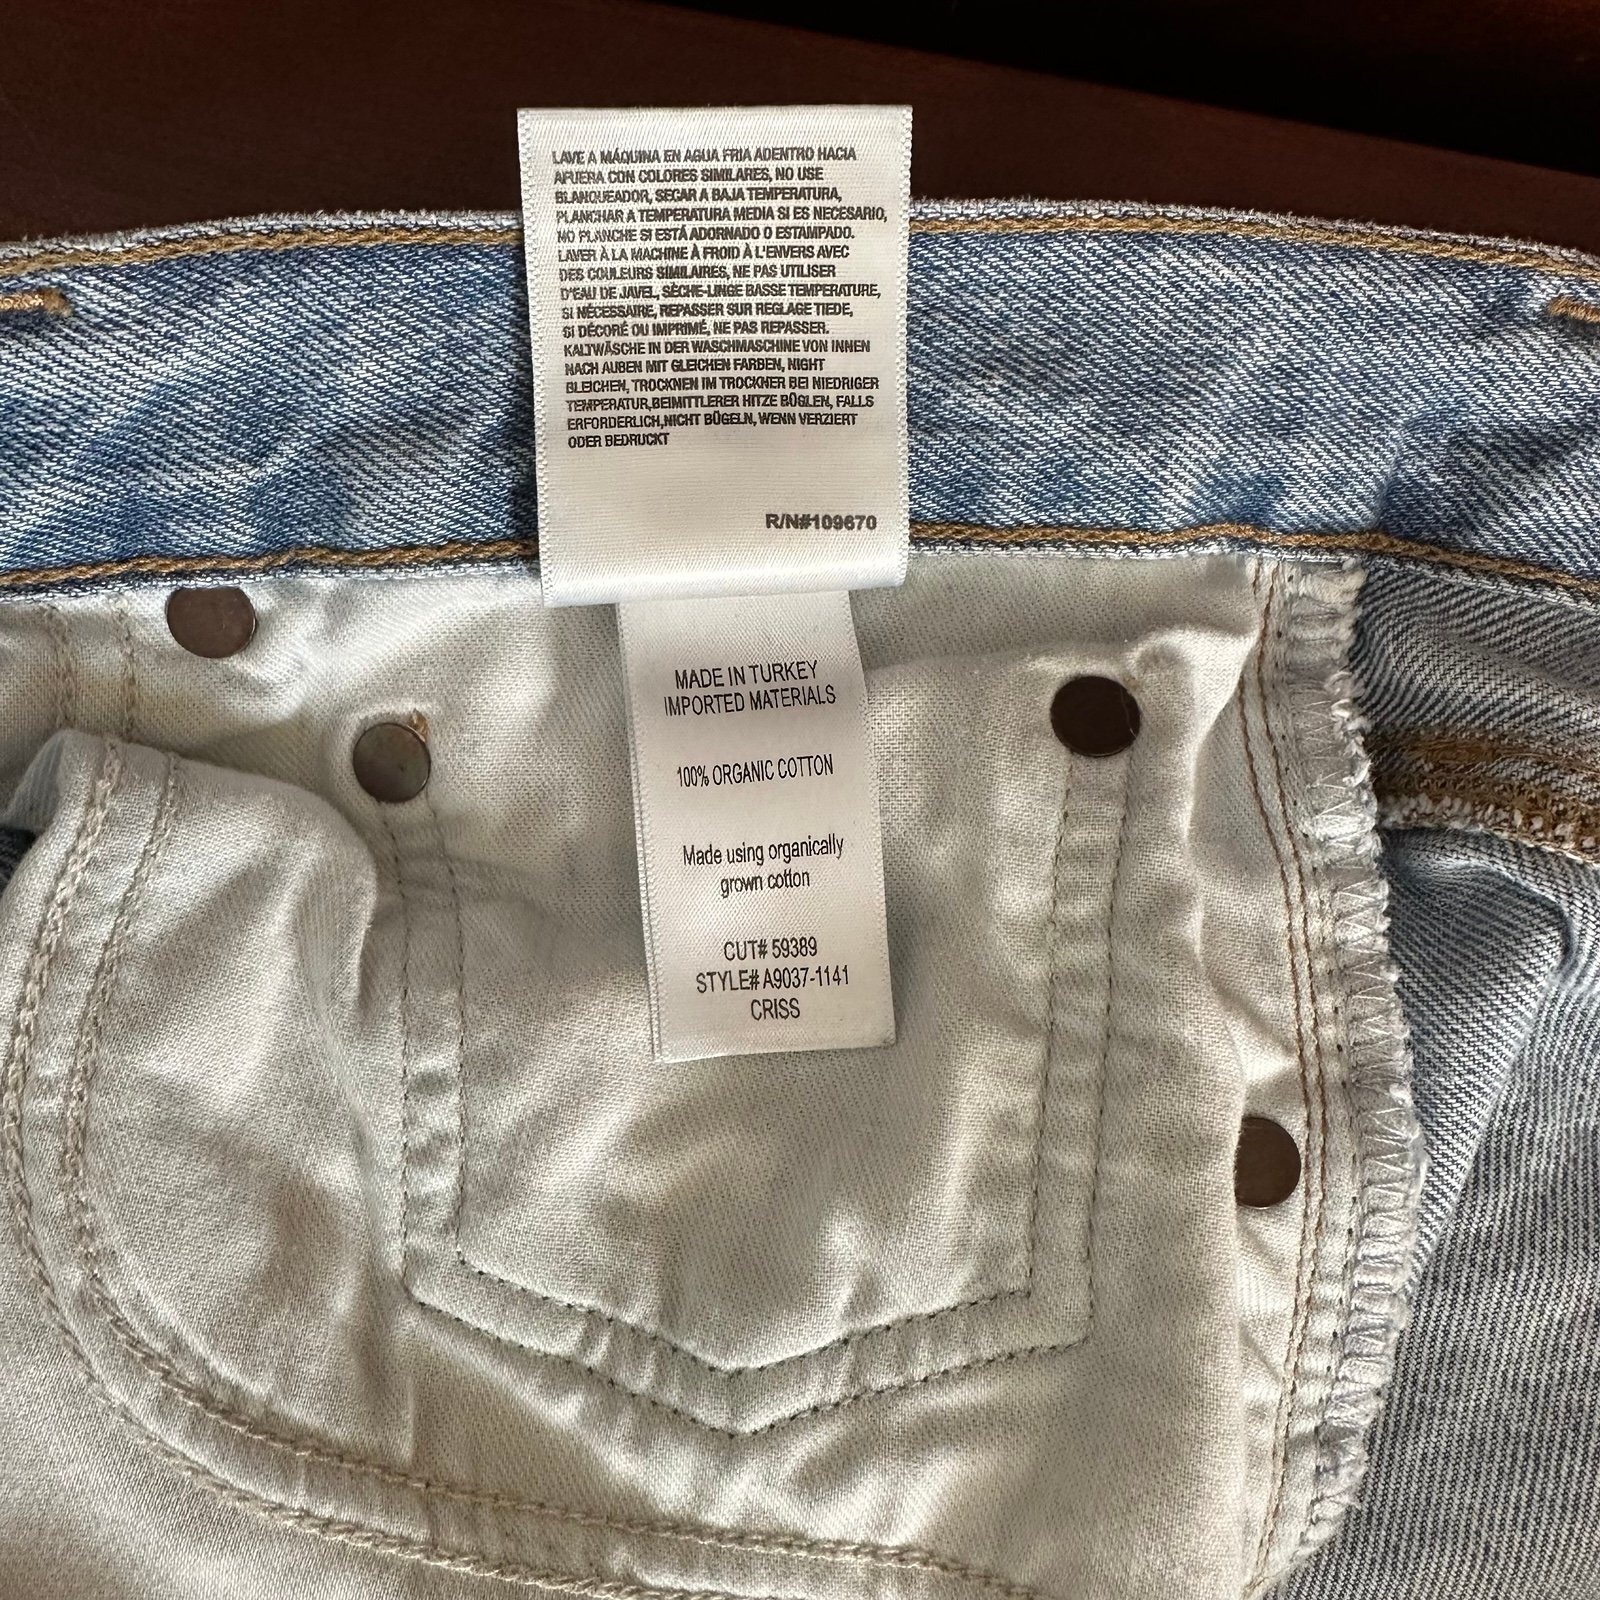 LAVE A MÁQUINA EN AGUA FRIA ADENTRO HACIA
AFUERA CON COLORES SIMILARES, NO USE
BLANQUEADOR, SEGAR A BAJA TEMPERATURA,
PLANCHAR A TEMPERATURA MEDIA SI ES NECESARIO,
NO PLANCHE SI ESTÁ ADORNADO O ESTAMPADO.
LAVER À LA MACHINE À FROID À L'ENVERS AVEC
DES COULEURS SIMILAIRES, NE PAS UTILISER
D'EAU DE JAVEL, SÈCHE-LINGE BASSE TEMPERATURE,
SI NÉCESSAIRE, REPASSER SUR REGLAGE TIEDE,
SI DÉCORÉ OU IMPRIMÉ, NE PAS REPASSER.
KALTWÄSCHE IN DER WASCHMASCHINE VON INNEN
NACH AUBEN MIT GLEICHEN FARBEN, NIGHT
BLEICHEN, TROCKNEN IM TROCKNER BEI NIEDRIGER
TEMPERATUR,BEIMITTLERER HITZE BÜGLEN, FALLS
ERFORDERLICH,NICHT BÜGELN, WENN VERZIERT
ODER BEDRUCKT
R/N#109670
MADE IN TURKEY
IMPORTED MATERIALS
100% ORGANIC COTTON
Made using organically
grown cotton
CUT# 59389
STYLE# A9037-1141
CRISS